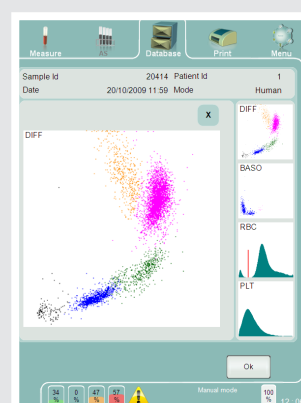 Measure AS Database Print Menu
Sample Id 20414 Patient Id 1
Date 20/10/2009 11:59 Mode Human
X
DIFF
DIFF
BASO
RBC
PLT
Ok
Manual mode
34 % 0 % 47 % 57 % 100 %